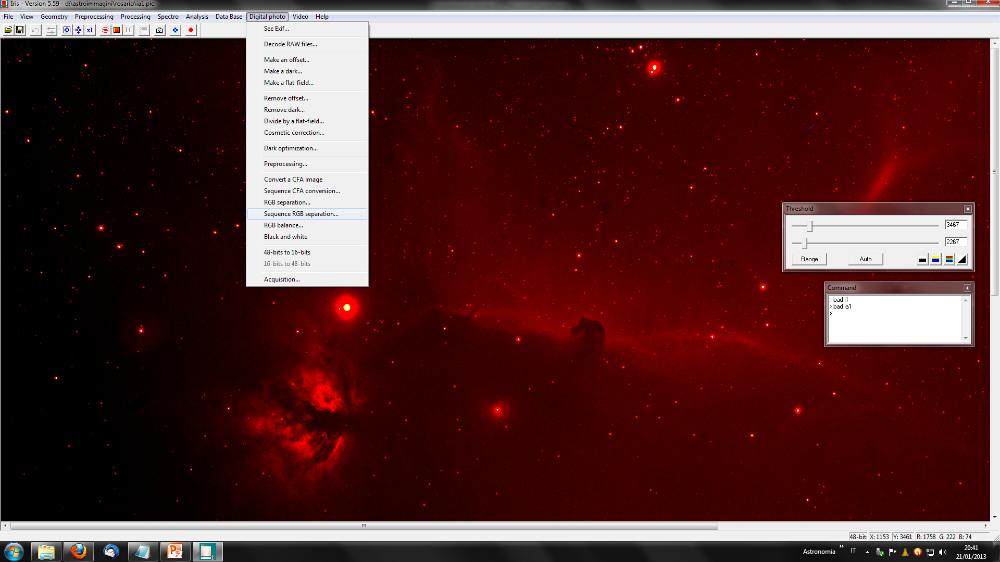 Iris - Version 5.59 - d:\astroimmagini\rosario\ia1.pic
File View Geometry Preprocessing Processing Spectro Analysis Data Base Digital photo Video Help
x1 H
See Exif...
Decode RAW files...
Make an offset...
Make a dark...
Make a flat-field...
Remove offset...
Remove dark...
Divide by a flat-field...
Cosmetic correction...
Dark optimization...
Preprocessing...
Convert a CFA image
Sequence CFA conversion...
RGB separation...
Sequence RGB separation...
RGB balance...
Black and white
48-bits to 16-bits
16-bits to 48-bits
Acquisition...
Threshold
3467
2267
Range Auto
Command
>load i1
>load ia1
>
48-bit: X: 1153 Y: 3461 R: 1758 G: 222 B: 74
IRIS
Astronomia » IT 20:41
21/01/2013